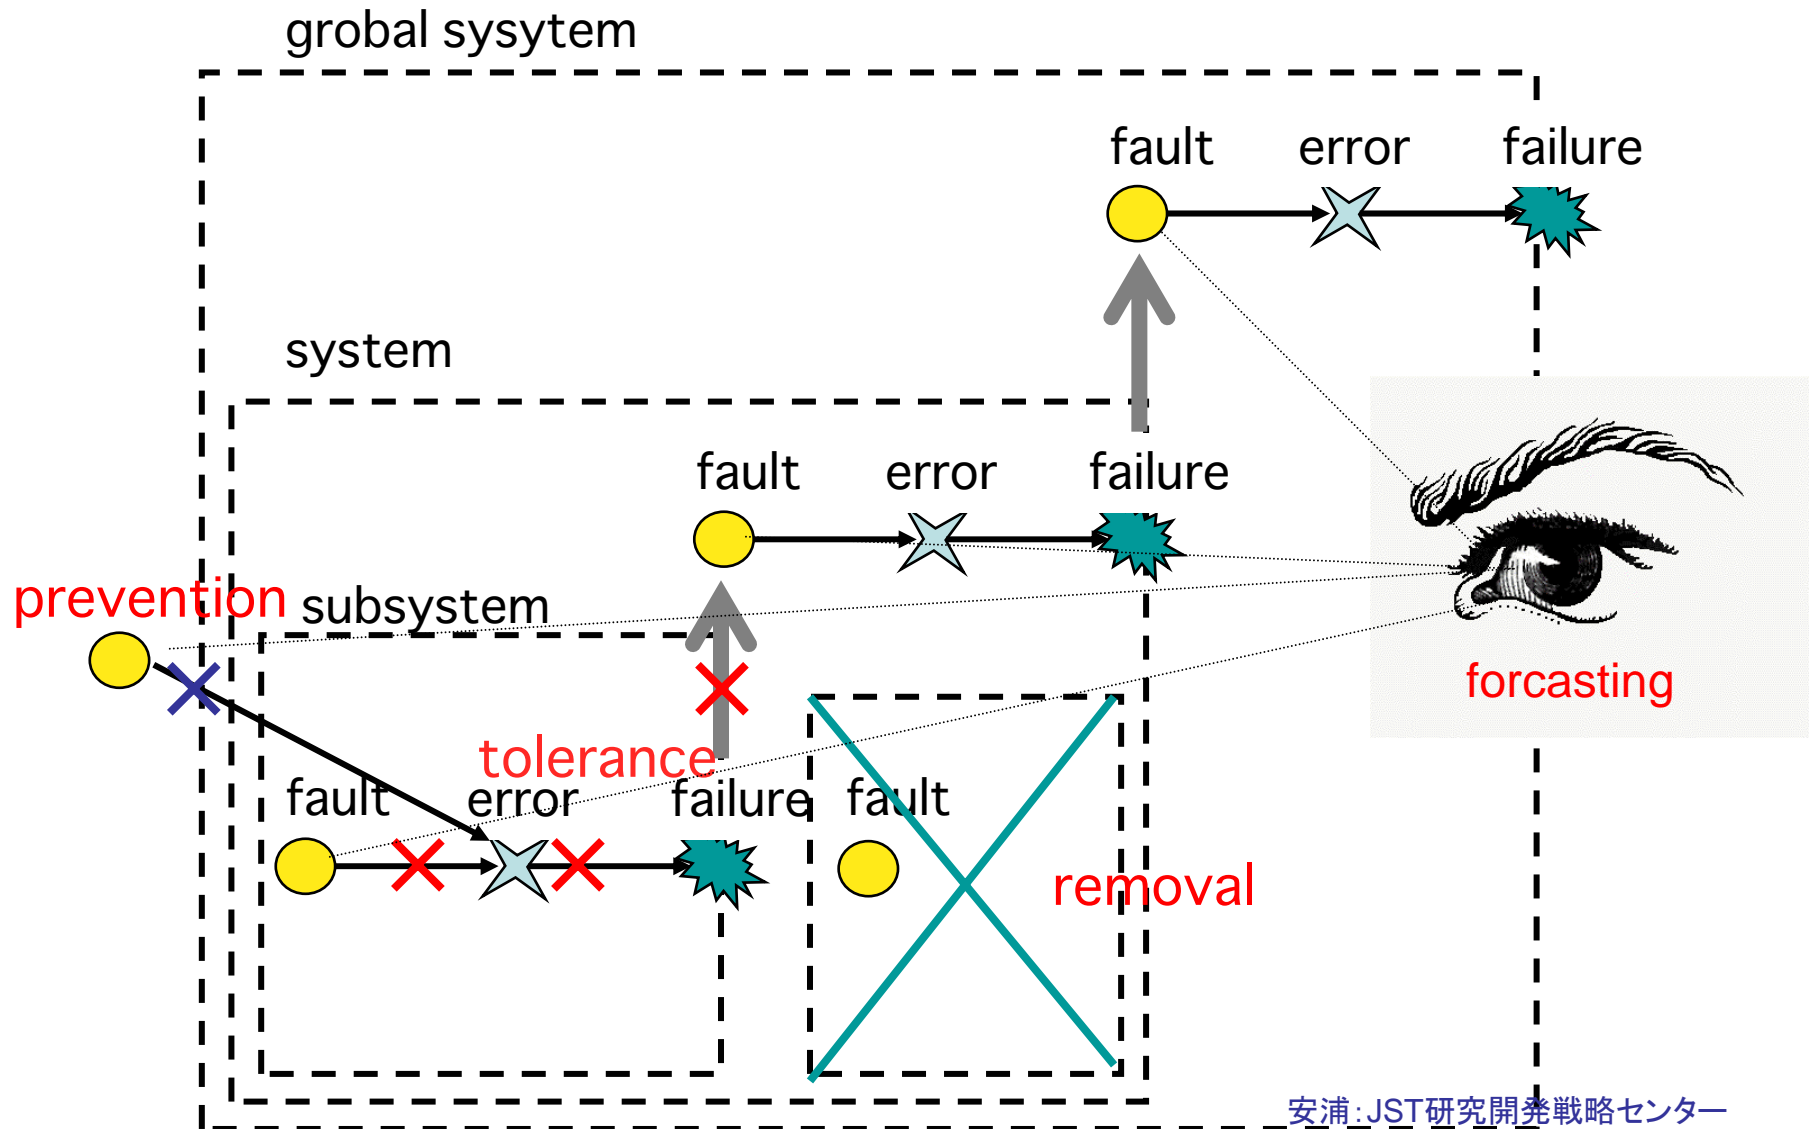 grobal sysytem
fault error failure
system
fault error failure
prevention
subsystem
forcasting
tolerance
fault error failure fault
removal
安浦：JST研究開発戦略センター